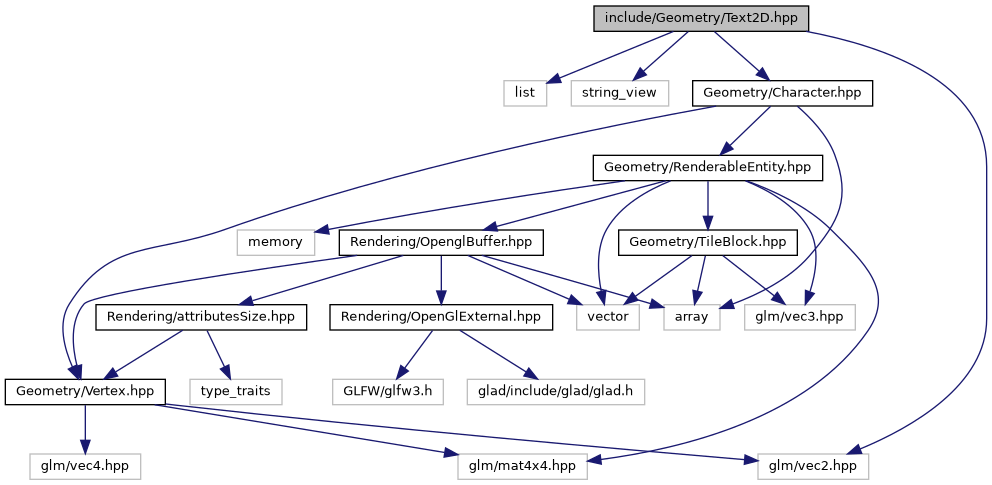 include/Geometry/Text2D.hpp
list
string_view
Geometry/Character.hpp
Geometry/RenderableEntity.hpp
memory
Rendering/OpenglBuffer.hpp
Geometry/TileBlock.hpp
Rendering/attributesSize.hpp
Rendering/OpenGlExternal.hpp
vector
array
glm/vec3.hpp
Geometry/Vertex.hpp
type_traits
GLFW/glfw3.h
glad/include/glad/glad.h
glm/vec4.hpp
glm/mat4x4.hpp
glm/vec2.hpp